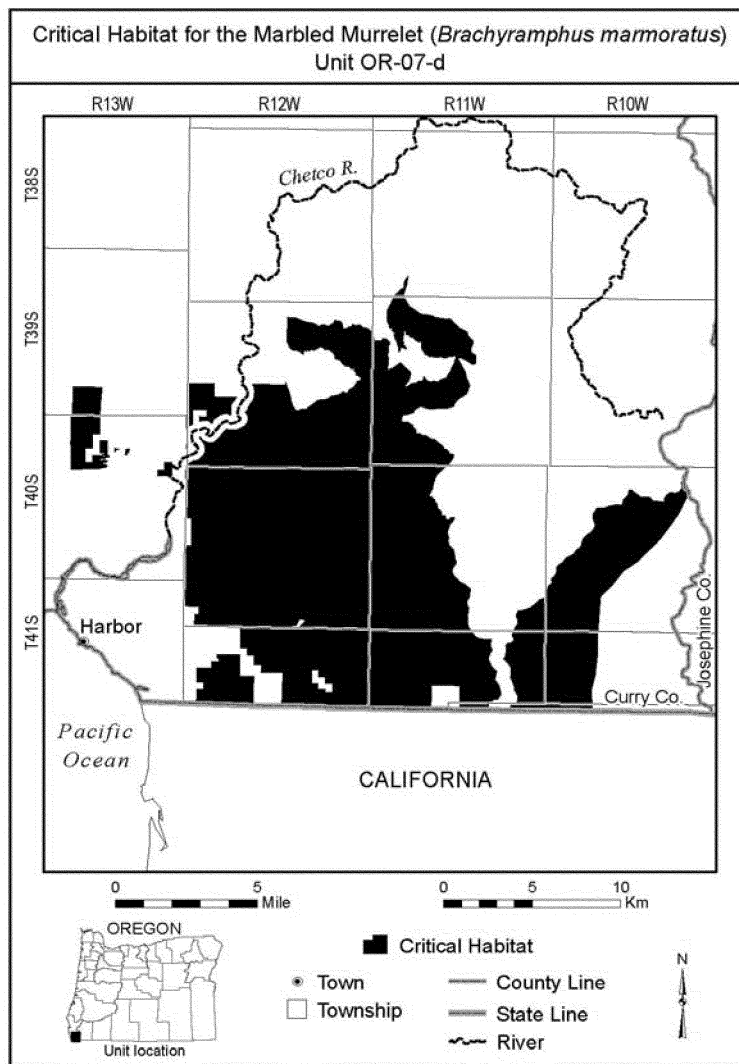 Critical Habitat for the Marbled Murrelet (Brachyramphus marmoratus)
Unit OR-07-d
R13W R12W R11W R10W
T38S
Chetco R.
T39S
T40S
T41S
Harbor
Josephine Co.
Curry Co.
Pacific
Ocean
CALIFORNIA
0 5
Mile
0 5 10
Km
OREGON
Unit location
Critical Habitat
Town
Township
County Line
State Line
River
N